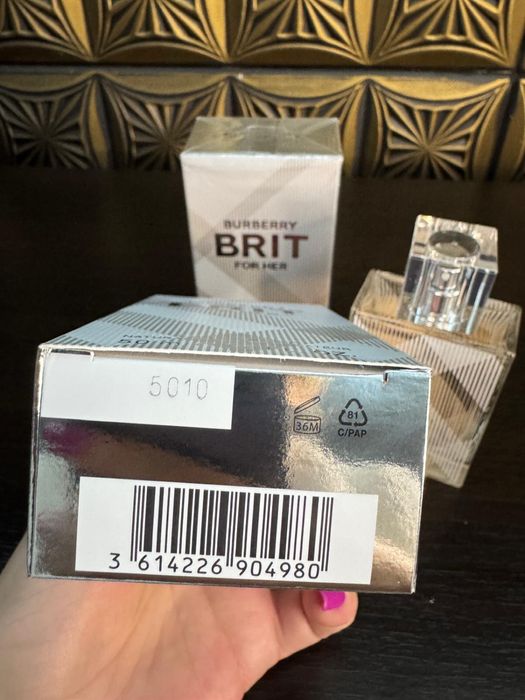 BURBERRY
BRIT
FOR HER
5010
36M
81
C/PAP
3 614226 904980